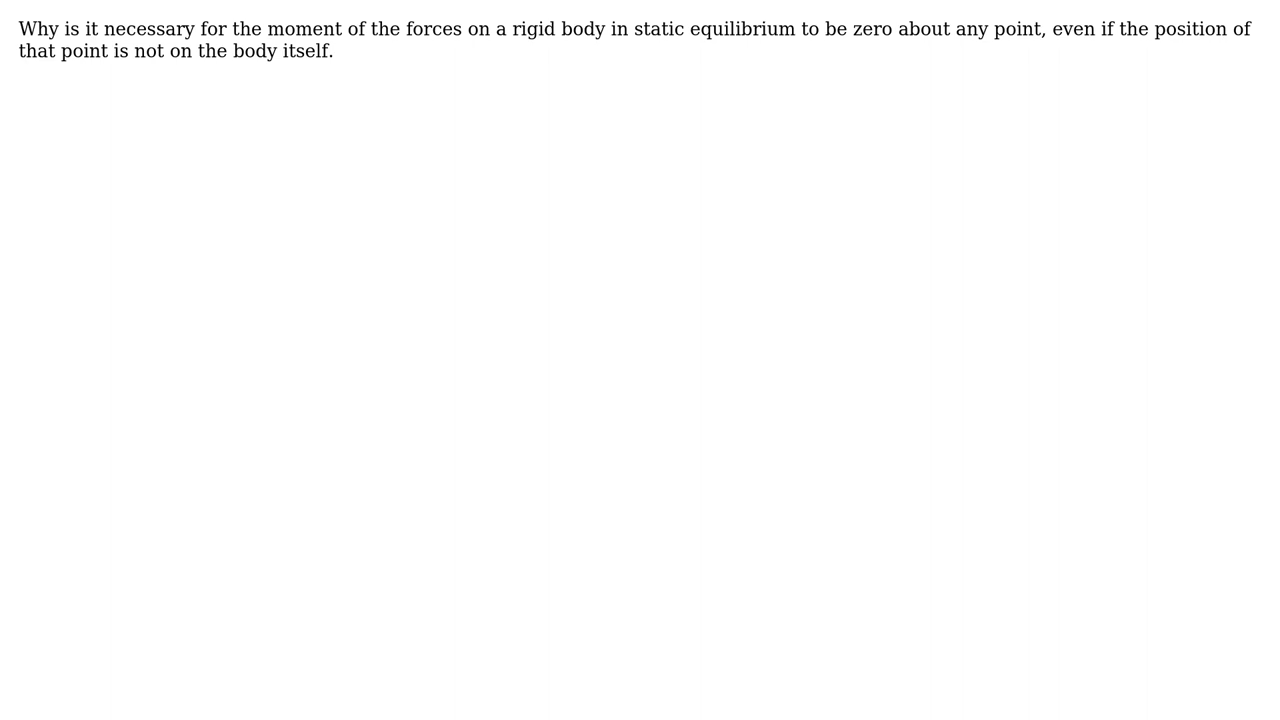 Why is it necessary for the moment of the forces on a rigid body in static equilibrium to be zero about any point, even if the position of
that point is not on the body itself.